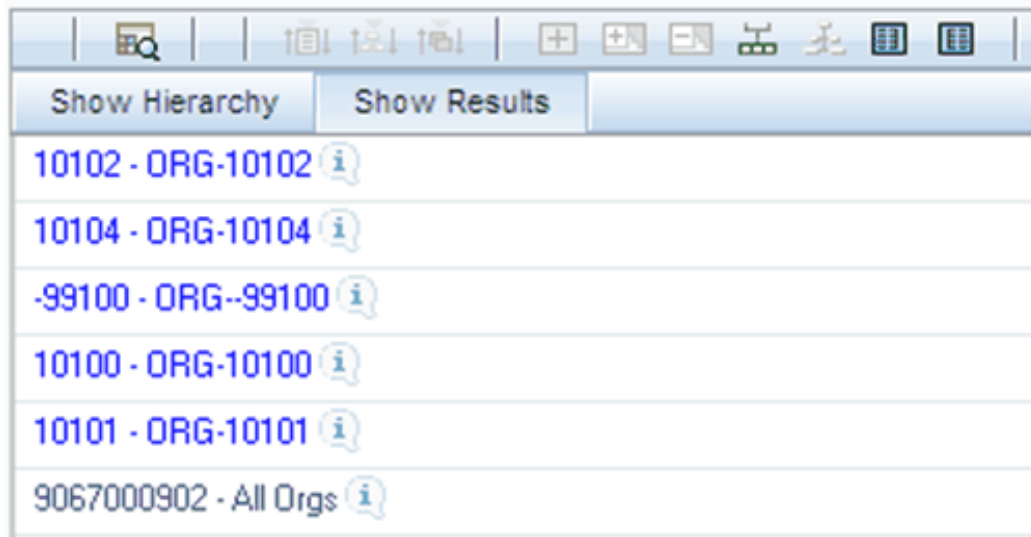 Show Hierarchy Show Results
10102 - ORG-10102
10104 - ORG-10104
-99100 - ORG--99100
10100 - ORG-10100
10101 - ORG-10101
9067000902 - All Orgs